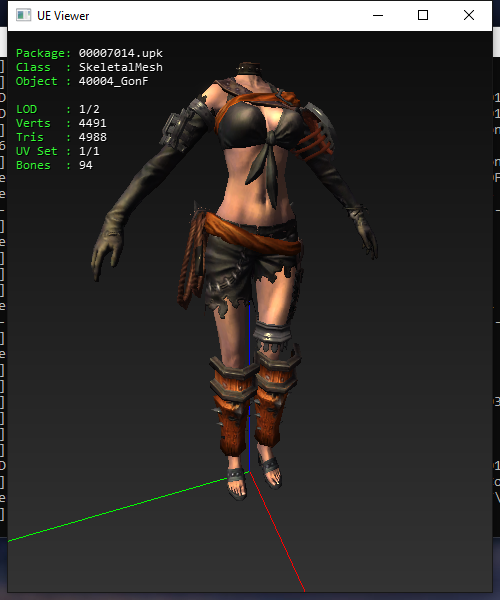 UE Viewer
Package: 00007014.upk
Class : SkeletalMesh
Object : 40004_GonF
LOD : 1/2
Verts : 4491
Tris : 4988
UV Set : 1/1
Bones : 94